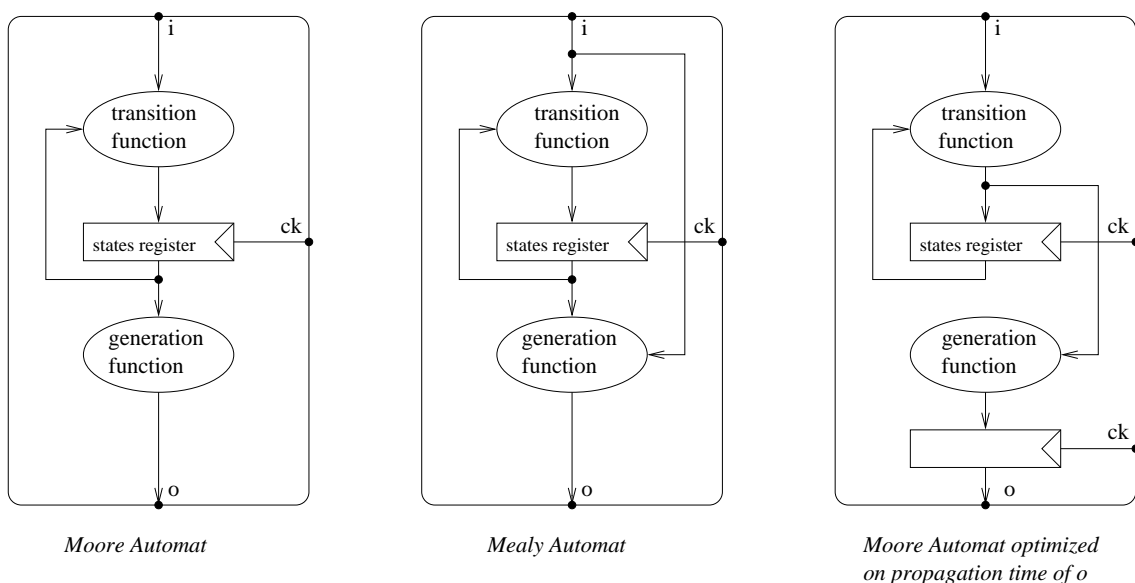 i
transition
function
states register
ck
generation
function
o
Moore Automat
i
transition
function
states register
ck
generation
function
o
Mealy Automat
i
transition
function
states register
ck
generation
function
ck
o
Moore Automat optimized
on propagation time of o